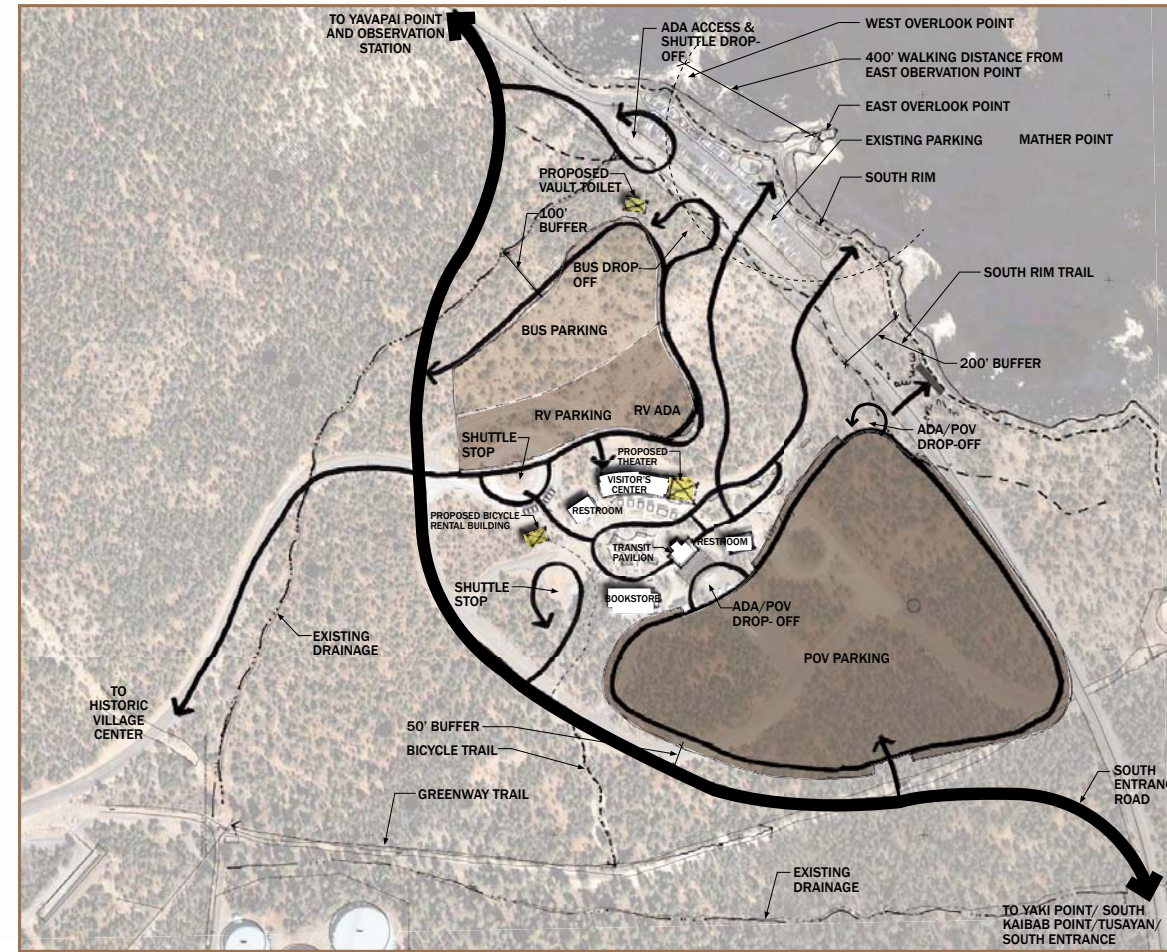 TO YAVAPAI POINT
AND OBSERVATION
STATION
ADA ACCESS &
SHUTTLE DROP-
OFF
WEST OVERLOOK POINT
400' WALKING DISTANCE FROM
EAST OBERVATION POINT
EAST OVERLOOK POINT
EXISTING PARKING
MATHER POINT
SOUTH RIM
PROPOSED
VAULT TOILET
100'
BUFFER
BUS DROP-
OFF
SOUTH RIM TRAIL
BUS PARKING
200' BUFFER
RV PARKING
RV ADA
SHUTTLE
STOP
ADA/POV
DROP-OFF
PROPOSED
THEATER
VISITOR'S
CENTER
RESTROOM
PROPOSED BICYCLE
RENTAL BUILDING
TRANSIT
PAVILION
RESTROOM
SHUTTLE
STOP
BOOKSTORE
ADA/POV
DROP- OFF
EXISTING
DRAINAGE
POV PARKING
TO
HISTORIC
VILLAGE
CENTER
50' BUFFER
BICYCLE TRAIL
GREENWAY TRAIL
SOUTH
ENTRANC
ROAD
EXISTING
DRAINAGE
TO YAKI POINT/ SOUTH
KAIBAB POINT/TUSAYAN/
SOUTH ENTRANCE